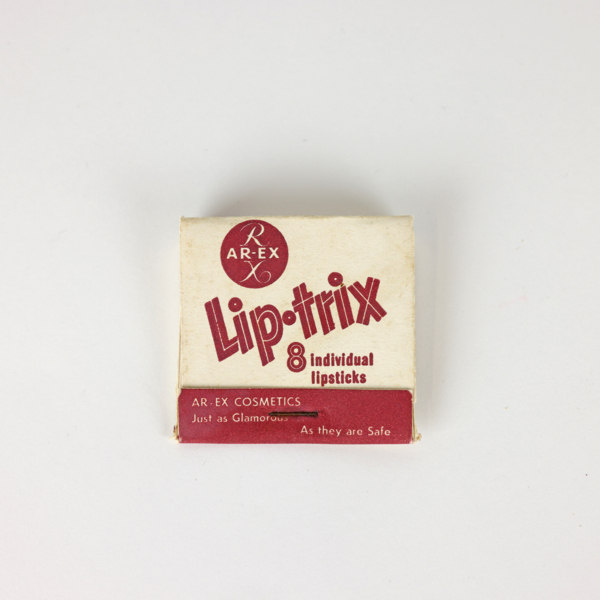 R
AR-EX
X
Lip·trix
8 individual
lipsticks
AR-EX COSMETICS
Just as Glamorous
As they are Safe